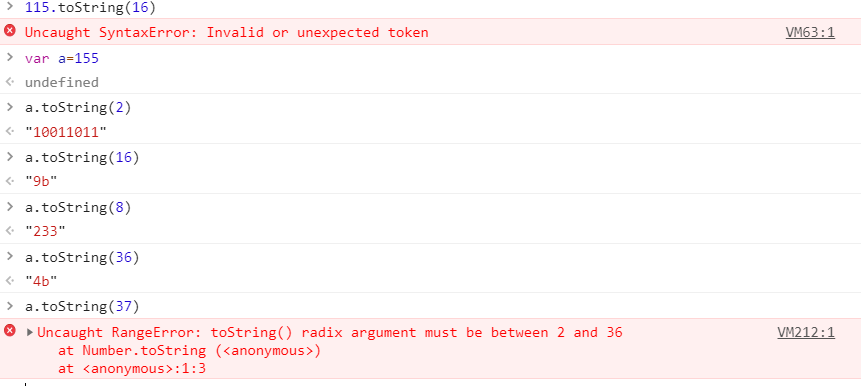 > 115.toString(16)
Uncaught SyntaxError: Invalid or unexpected token VM63:1
> var a=155
< undefined
> a.toString(2)
< "10011011"
> a.toString(16)
< "9b"
> a.toString(8)
< "233"
> a.toString(36)
< "4b"
> a.toString(37)
Uncaught RangeError: toString() radix argument must be between 2 and 36 VM212:1
at Number.toString (<anonymous>)
at <anonymous>:1:3